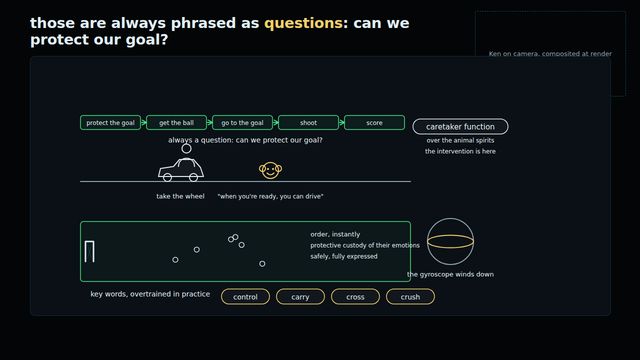 those are always phrased as questions: can we
protect our goal?
Ken on camera, composited at render
protect the goal
get the ball
go to the goal
shoot
score
caretaker function
always a question: can we protect our goal?
over the animal spirits
the intervention is here
take the wheel
"when you're ready, you can drive"
order, instantly
protective custody of their emotions
safely, fully expressed
the gyroscope winds down
key words, overtrained in practice
control
carry
cross
crush